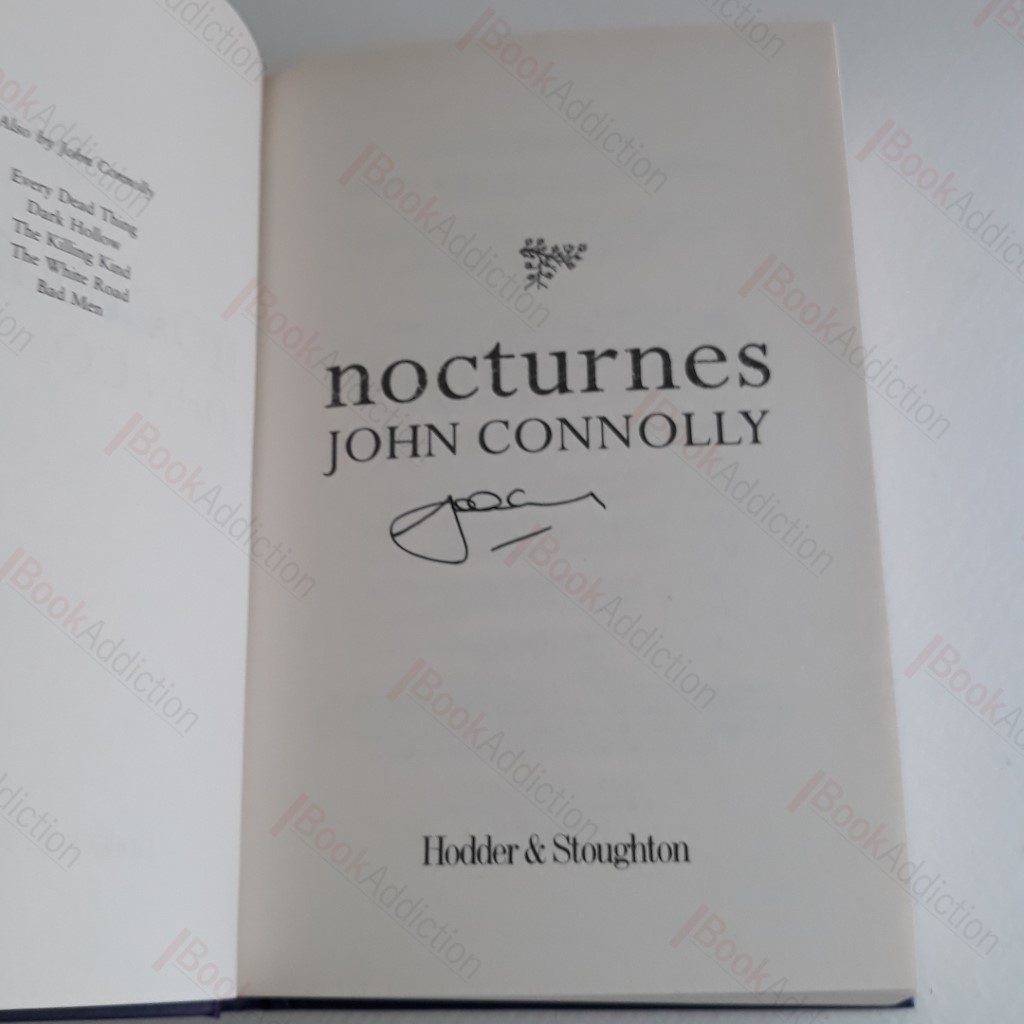 Also by John Connolly
Every Dead Thing
Dark Hollow
The Killing Kind
The White Road
Bad Men
nocturnes
JOHN CONNOLLY
Hodder & Stoughton
BookAddiction